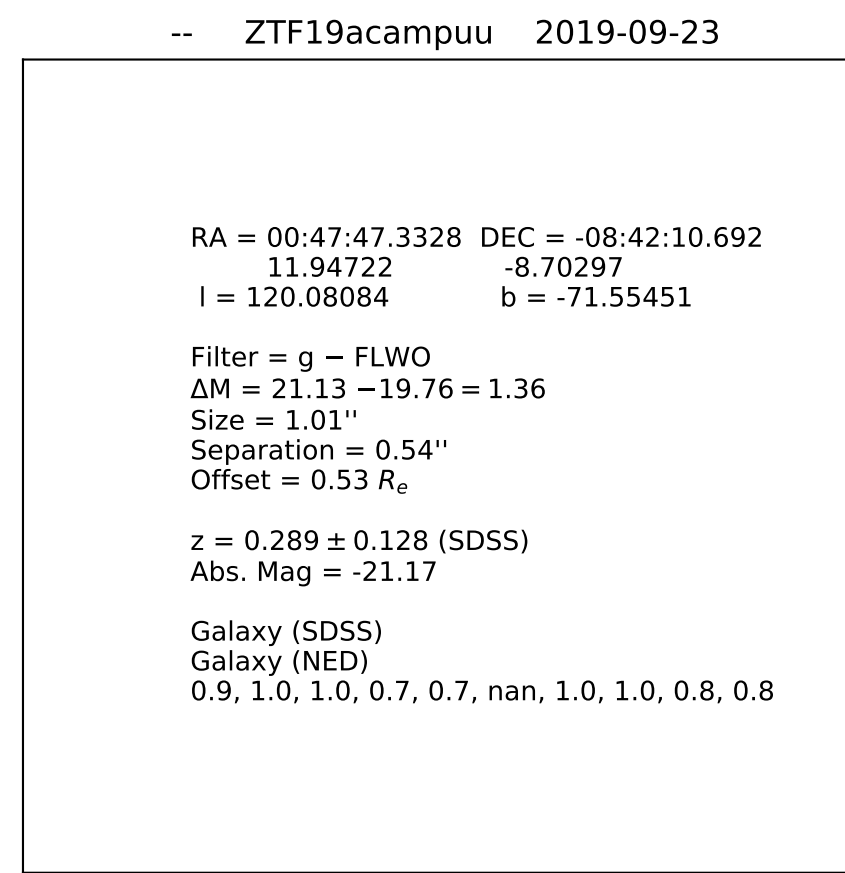 -- ZTF19acampuu 2019-09-23
RA = 00:47:47.3328 DEC = -08:42:10.692
11.94722 -8.70297
l = 120.08084 b = -71.55451
Filter = g − FLWO
ΔM = 21.13 −19.76 = 1.36
Size = 1.01''
Separation = 0.54''
Offset = 0.53 Re
z = 0.289 ± 0.128 (SDSS)
Abs. Mag = -21.17
Galaxy (SDSS)
Galaxy (NED)
0.9, 1.0, 1.0, 0.7, 0.7, nan, 1.0, 1.0, 0.8, 0.8